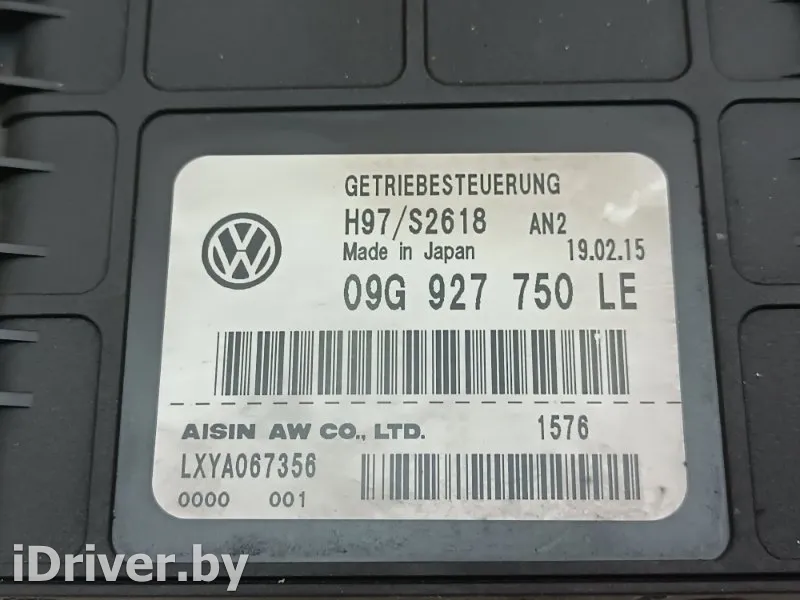 GETRIEBESTEUERUNG
H97/S2618 AN2
Made in Japan 19.02.15
09G 927 750 LE
AISIN AW CO., LTD. 1576
LXYA067356
0000 001
iDriver.by